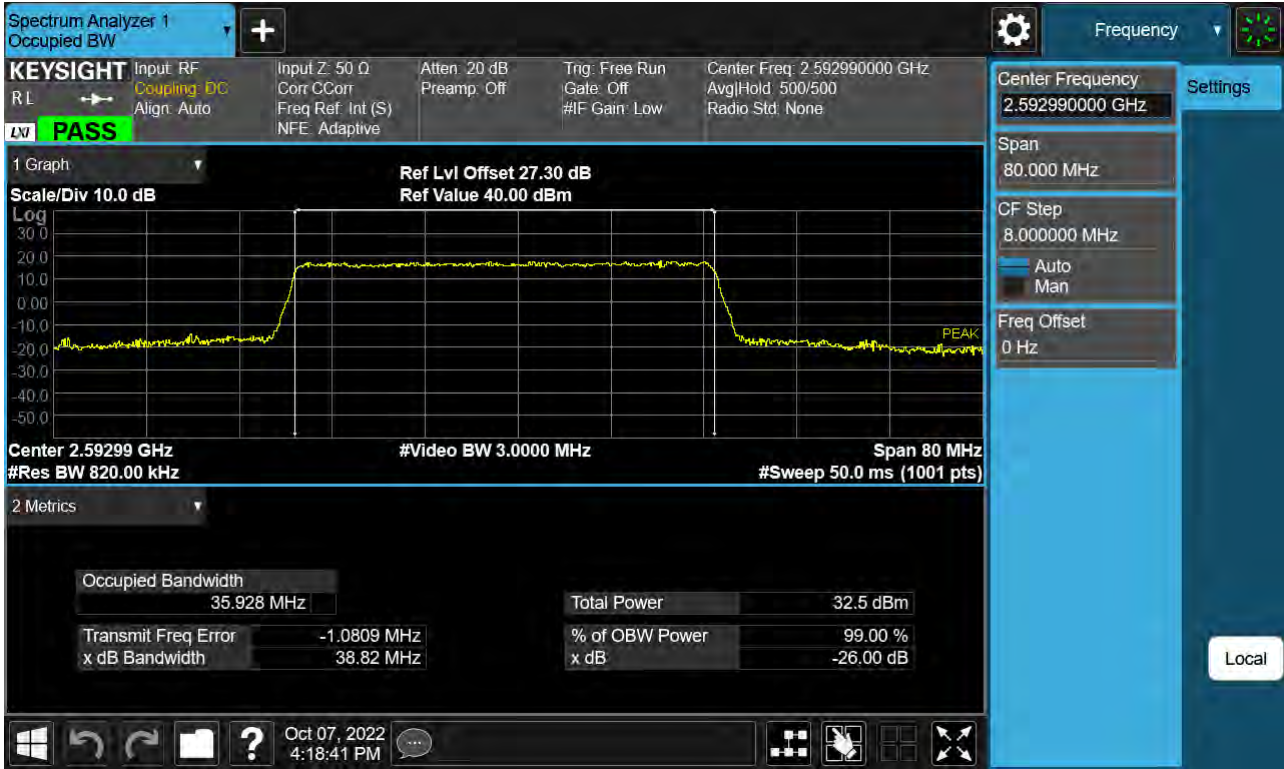 Spectrum Analyzer 1
Occupied BW
Frequency
KEYSIGHT
RL
LXI
PASS
Input: RF
Coupling: DC
Align: Auto
Input Z: 50 Ω
Corr CCorr
Freq Ref: Int (S)
NFE: Adaptive
Atten: 20 dB
Preamp: Off
Trig: Free Run
Gate: Off
#IF Gain: Low
Center Freq: 2.592990000 GHz
Avg|Hold: 500/500
Radio Std: None
Center Frequency
2.592990000 GHz
Settings
Span
80.000 MHz
CF Step
8.000000 MHz
Auto
Man
Freq Offset
0 Hz
Local
1 Graph
Scale/Div 10.0 dB
Ref Lvl Offset 27.30 dB
Ref Value 40.00 dBm
Log
30.0
20.0
10.0
0.00
-10.0
-20.0
-30.0
-40.0
-50.0
PEAK
Center 2.59299 GHz
#Video BW 3.0000 MHz
Span 80 MHz
#Res BW 820.00 kHz
#Sweep 50.0 ms (1001 pts)
2 Metrics
Occupied Bandwidth
35.928 MHz
Total Power 32.5 dBm
Transmit Freq Error -1.0809 MHz
% of OBW Power 99.00 %
x dB Bandwidth 38.82 MHz
x dB -26.00 dB
?
Oct 07, 2022
4:18:41 PM